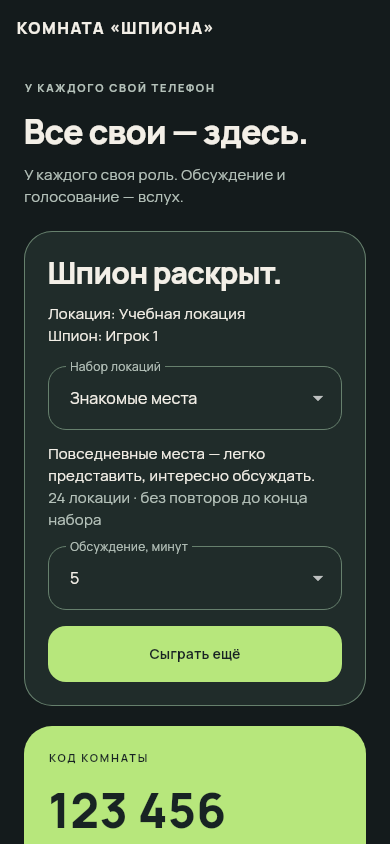 КОМНАТА «ШПИОНА»
У КАЖДОГО СВОЙ ТЕЛЕФОН
Все свои — здесь.
У каждого своя роль. Обсуждение и
голосование — вслух.
Шпион раскрыт.
Локация: Учебная локация
Шпион: Игрок 1
Набор локаций
Знакомые места
Повседневные места — легко
представить, интересно обсуждать.
24 локации · без повторов до конца
набора
Обсуждение, минут
5
Сыграть ещё
КОД КОМНАТЫ
123 456